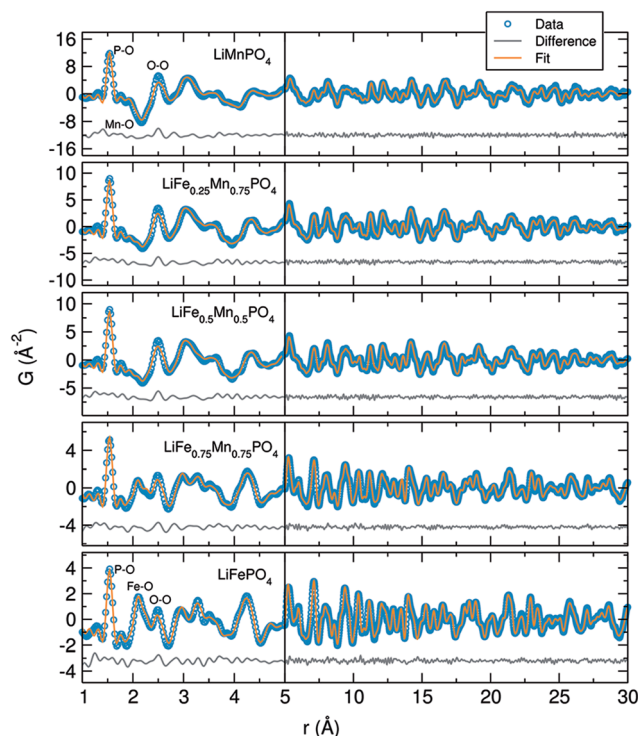 Data
Difference
Fit
16
8
0
-8
-16
P-O
O-O
Mn-O
LiMnPO4
10
5
0
-5
-10
LiFe0.25Mn0.75PO4
10
5
0
-5
LiFe0.5Mn0.5PO4
4
0
-4
LiFe0.75Mn0.75PO4
4
2
0
-2
-4
P-O
Fe-O
O-O
LiFePO4
G (Å-2)
1 2 3 4 5 10 15 20 25 30
r (Å)